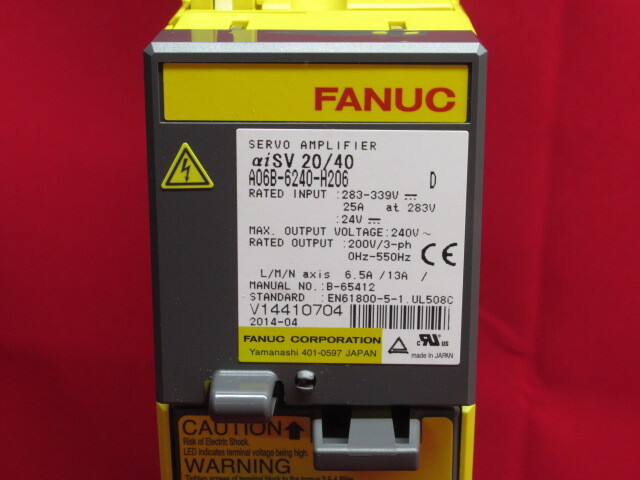 FANUC
SERVO AMPLIFIER
αiSV 20/40
A06B-6240-H206 D
RATED INPUT :283-339V ⎓
25A at 283V
:24V ⎓
MAX. OUTPUT VOLTAGE:240V ~
RATED OUTPUT :200V/3-ph
0Hz-550Hz
CE
L/M/N axis 6.5A /13A /
MANUAL NO.:B-65412
STANDARD :EN61800-5-1.UL508C
V14410704
2014-04
FANUC CORPORATION
Yamanashi 401-0597 JAPAN
c RU us
made in JAPAN
CAUTION
Risk of Electric Shock.
LED indicates terminal voltage being high.
WARNING